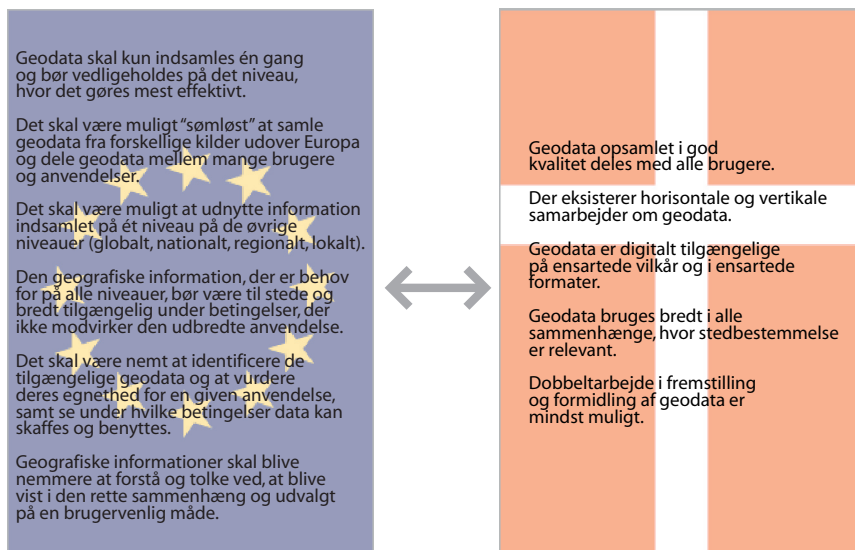 Geodata skal kun indsamles én gang
og bør vedligeholdes på det niveau,
hvor det gøres mest effektivt.
Det skal være muligt “sømløst” at samle
geodata fra forskellige kilder udover Europa
og dele geodata mellem mange brugere
og anvendelser.
Det skal være muligt at udnytte information
indsamlet på ét niveau på de øvrige
niveauer (globalt, nationalt, regionalt, lokalt).
Den geografiske information, der er behov
for på alle niveauer, bør være til stede og
bredt tilgængelig under betingelser, der
ikke modvirker den udbredte anvendelse.
Det skal være nemt at identificere de
tilgængelige geodata og at vurdere
deres egnethed for en given anvendelse,
samt se under hvilke betingelser data kan
skaffes og benyttes.
Geografiske informationer skal blive
nemmere at forstå og tolke ved, at blive
vist i den rette sammenhæng og udvalgt
på en brugervenlig måde.
Geodata opsamlet i god
kvalitet deles med alle brugere.
Der eksisterer horisontale og vertikale
samarbejder om geodata.
Geodata er digitalt tilgængelige
på ensartede vilkår og i ensartede
formater.
Geodata bruges bredt i alle
sammenhænge, hvor stedbestemmelse
er relevant.
Dobbeltarbejde i fremstilling
og formidling af geodata er
mindst muligt.